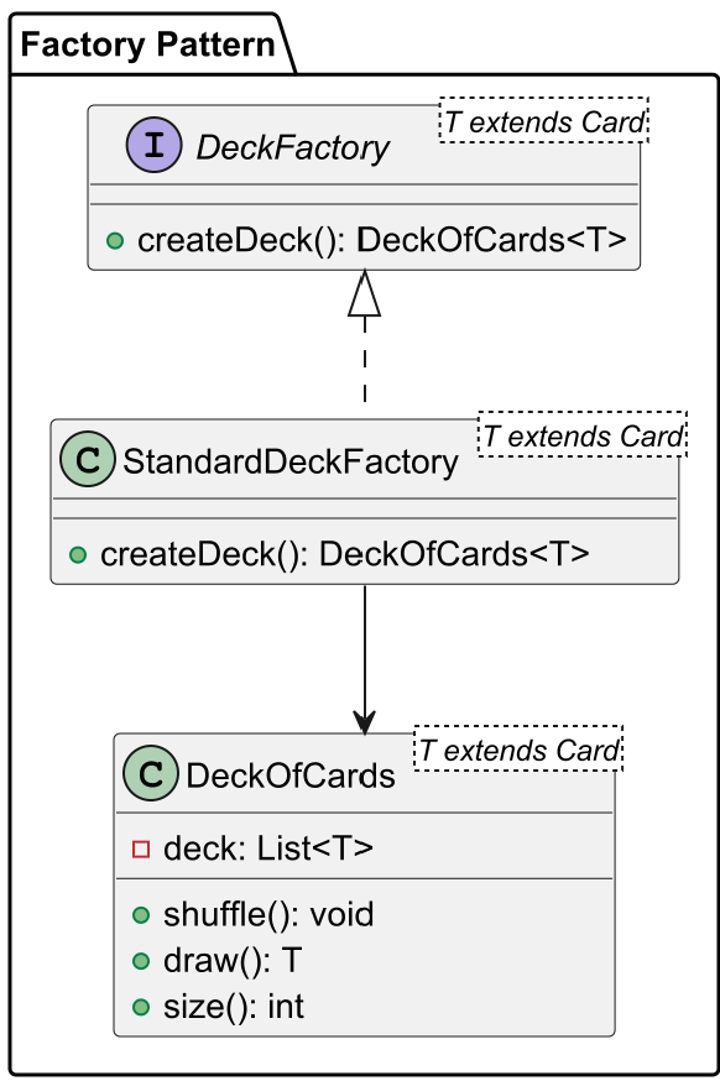 Factory Pattern
T extends Card
I DeckFactory
createDeck(): DeckOfCards<T>
T extends Card
C StandardDeckFactory
createDeck(): DeckOfCards<T>
T extends Card
C DeckOfCards
deck: List<T>
shuffle(): void
draw(): T
size(): int